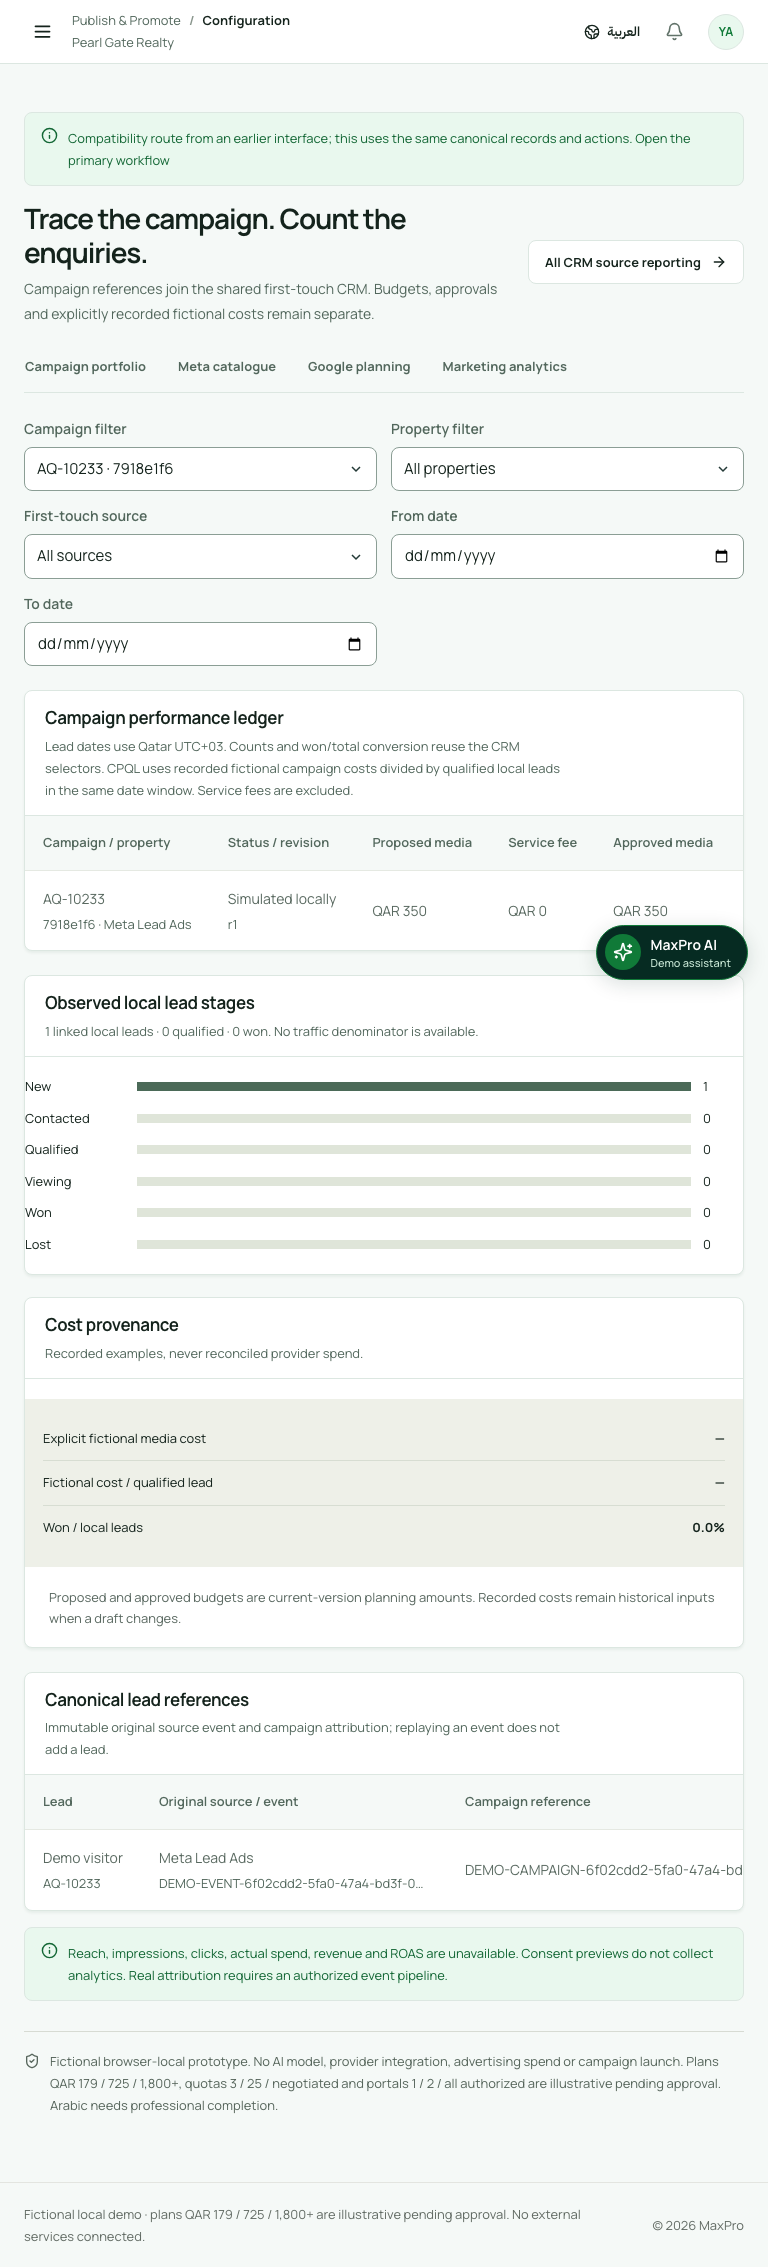 Publish & Promote / Configuration
Pearl Gate Realty
العربية
YA
Compatibility route from an earlier interface; this uses the same canonical records and actions. Open the
primary workflow
Trace the campaign. Count the
enquiries.
All CRM source reporting
Campaign references join the shared first-touch CRM. Budgets, approvals
and explicitly recorded fictional costs remain separate.
Campaign portfolio Meta catalogue Google planning Marketing analytics
Campaign filter Property filter
AQ-10233 · 7918e1f6 All properties
First-touch source From date
All sources dd/mm/yyyy
To date
dd/mm/yyyy
Campaign performance ledger
Lead dates use Qatar UTC+03. Counts and won/total conversion reuse the CRM
selectors. CPQL uses recorded fictional campaign costs divided by qualified local leads
in the same date window. Service fees are excluded.
Campaign / property Status / revision Proposed media Service fee Approved media
AQ-10233 Simulated locally QAR 350 QAR 0 QAR 350
7918e1f6 · Meta Lead Ads r1
MaxPro AI
Demo assistant
Observed local lead stages
1 linked local leads · 0 qualified · 0 won. No traffic denominator is available.
New 1
Contacted 0
Qualified 0
Viewing 0
Won 0
Lost 0
Cost provenance
Recorded examples, never reconciled provider spend.
Explicit fictional media cost —
Fictional cost / qualified lead —
Won / local leads 0.0%
Proposed and approved budgets are current-version planning amounts. Recorded costs remain historical inputs
when a draft changes.
Canonical lead references
Immutable original source event and campaign attribution; replaying an event does not
add a lead.
Lead Original source / event Campaign reference
Demo visitor Meta Lead Ads DEMO-CAMPAIGN-6f02cdd2-5fa0-47a4-bd
AQ-10233 DEMO-EVENT-6f02cdd2-5fa0-47a4-bd3f-0…
Reach, impressions, clicks, actual spend, revenue and ROAS are unavailable. Consent previews do not collect
analytics. Real attribution requires an authorized event pipeline.
Fictional browser-local prototype. No AI model, provider integration, advertising spend or campaign launch. Plans
QAR 179 / 725 / 1,800+, quotas 3 / 25 / negotiated and portals 1 / 2 / all authorized are illustrative pending approval.
Arabic needs professional completion.
Fictional local demo · plans QAR 179 / 725 / 1,800+ are illustrative pending approval. No external
services connected.
© 2026 MaxPro